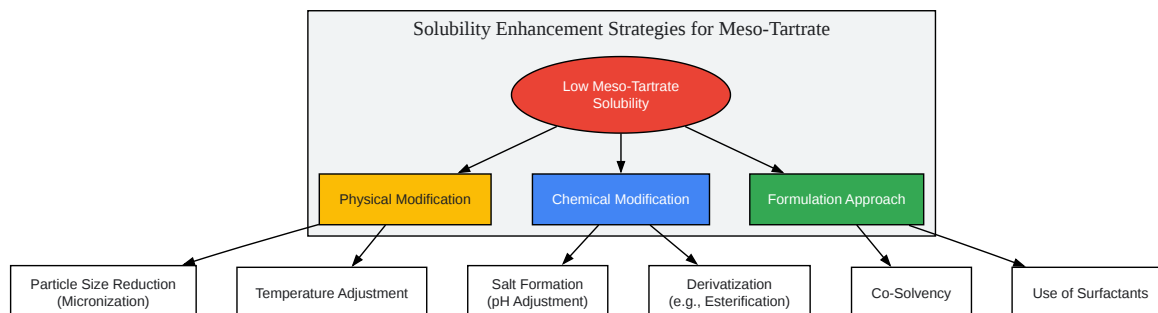 Solubility Enhancement Strategies for Meso-Tartrate
Low Meso-Tartrate
Solubility
Physical Modification
Chemical Modification
Formulation Approach
Particle Size Reduction
(Micronization)
Temperature Adjustment
Salt Formation
(pH Adjustment)
Derivatization
(e.g., Esterification)
Co-Solvency
Use of Surfactants